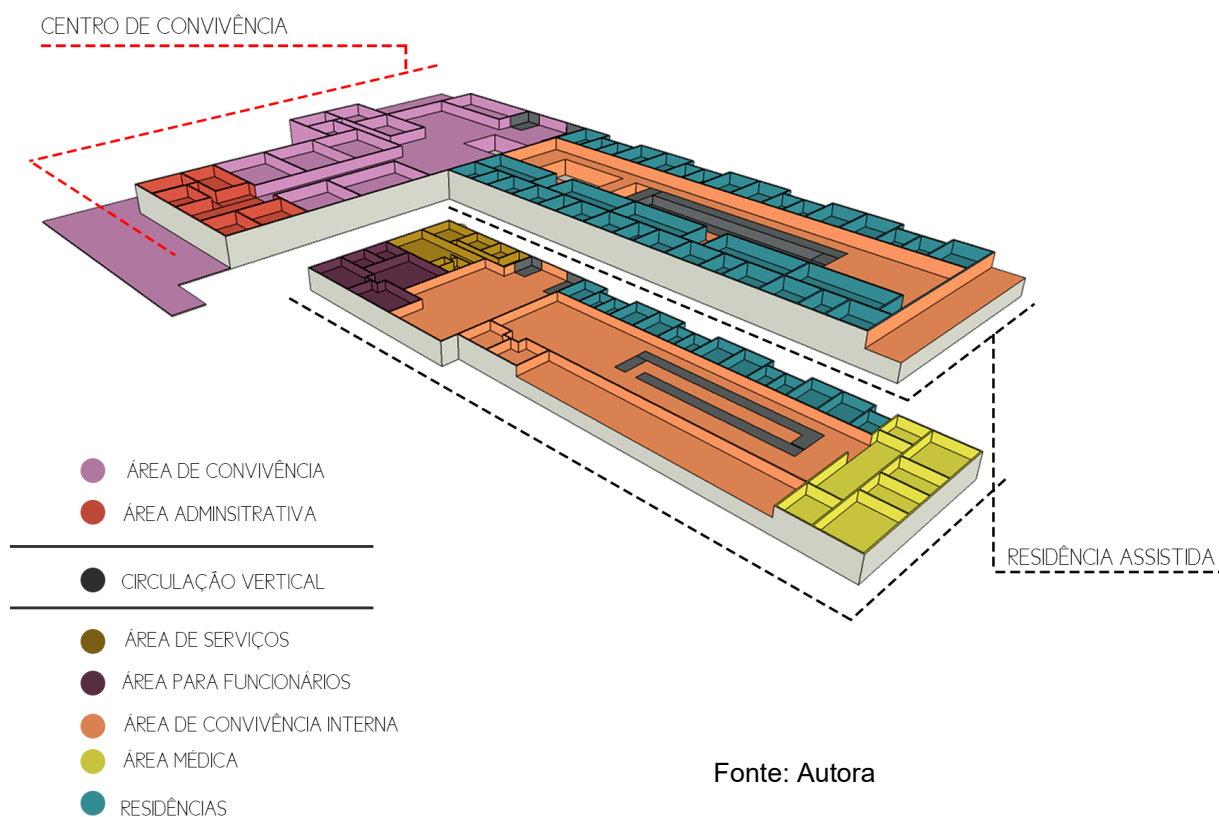 CENTRO DE CONVIVÊNCIA
ÁREA DE CONVIVÊNCIA
ÁREA ADMINSITRATIVA
CIRCULAÇÃO VERTICAL
RESIDÊNCIA ASSISTIDA
ÁREA DE SERVIÇOS
ÁREA PARA FUNCIONÁRIOS
ÁREA DE CONVIVÊNCIA INTERNA
ÁREA MÉDICA
RESIDÊNCIAS
Fonte: Autora